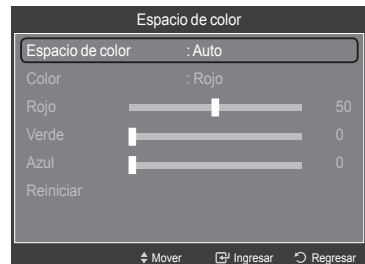 Espacio de color
Espacio de color : Auto
Color : Rojo
Rojo 50
Verde 0
Azul 0
Reiniciar
Mover Ingresar Regresar